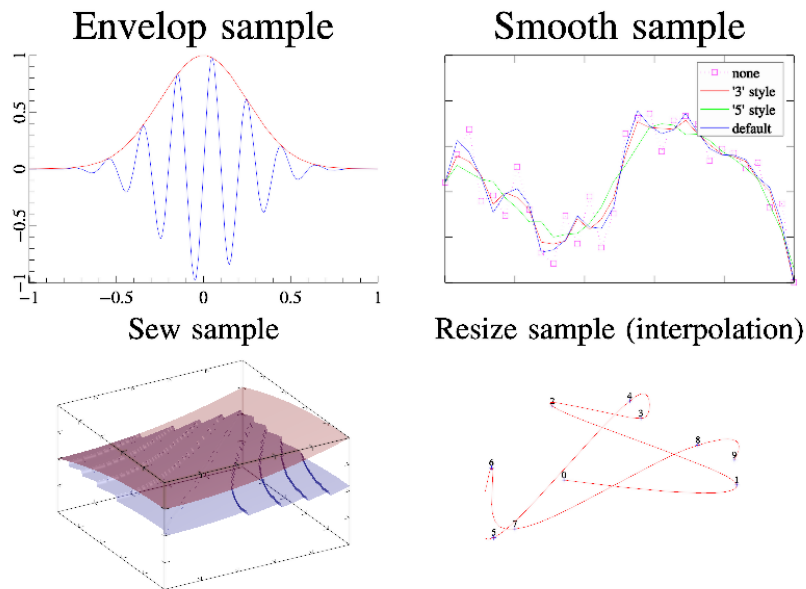 Envelop sample
Smooth sample
1
0.5
0
−0.5
−1
−1
−0.5
0
0.5
1
none
'3' style
'5' style
default
Sew sample
Resize sample (interpolation)
0
1
2
3
4
5
6
7
8
9